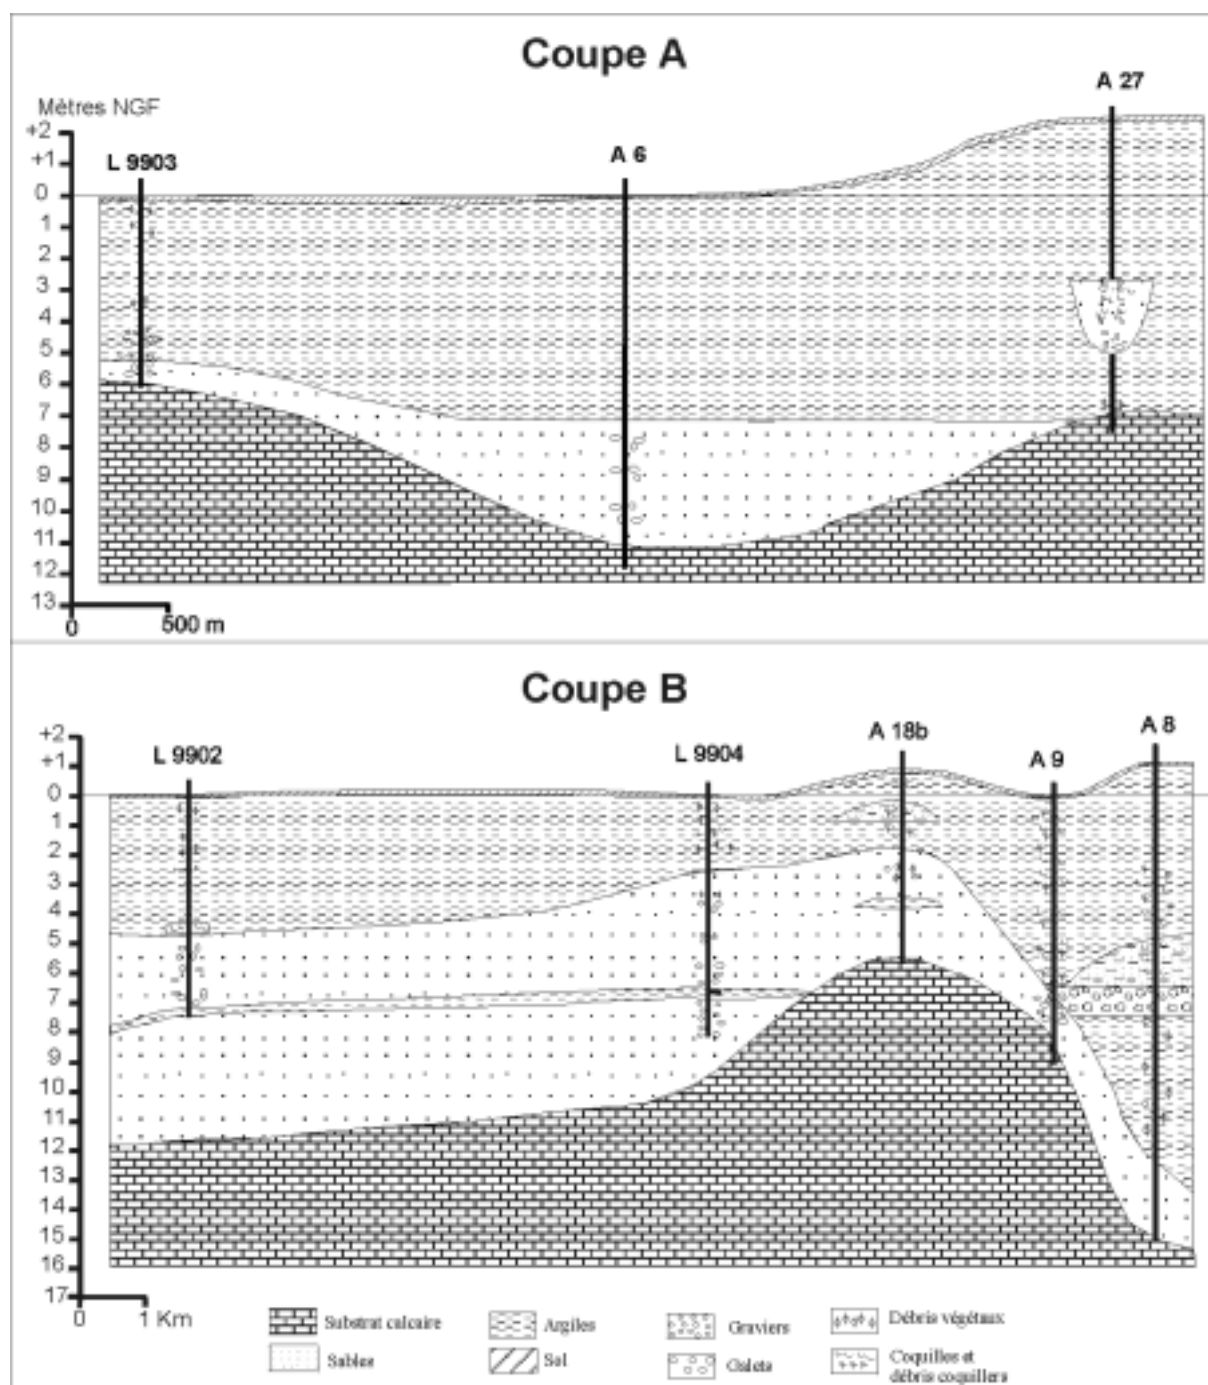 Coupe A
Mètres NGF
A 27
+2
L 9903
A 6
+1
0
1
2
3
4
5
6
7
8
9
10
11
12
13
0
500 m
Coupe B
+2
L 9902
L 9904
A 18b
A 9
A 8
+1
0
1
2
3
4
5
6
7
8
9
10
11
12
13
14
15
16
17
0
1 Km
Substrat calcaire
Argiles
Graviers
Débris végétaux
Sables
Sol
Galets
Coquilles et
débris coquillers